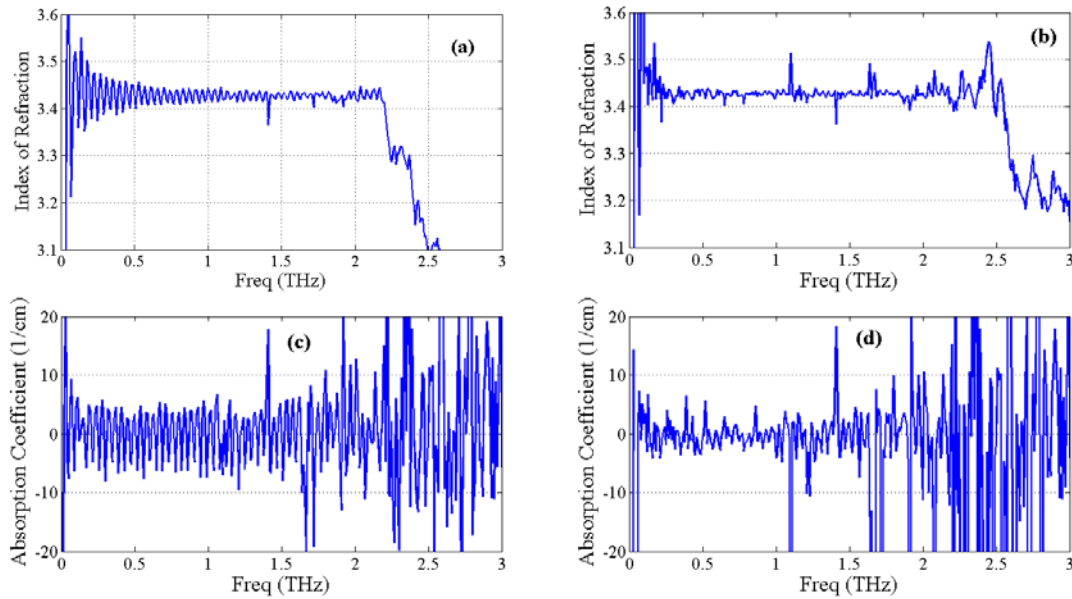 3.6
3.5
3.4
3.3
3.2
3.1
Index of Refraction
(a)
0 0.5 1 1.5 2 2.5 3
Freq (THz)
3.6
3.5
3.4
3.3
3.2
3.1
Index of Refraction
(b)
0 0.5 1 1.5 2 2.5 3
Freq (THz)
20
10
0
-10
-20
Absorption Coefficient (1/cm)
(c)
0 0.5 1 1.5 2 2.5 3
Freq (THz)
20
10
0
-10
-20
Absorption Coefficient (1/cm)
(d)
0 0.5 1 1.5 2 2.5 3
Freq (THz)